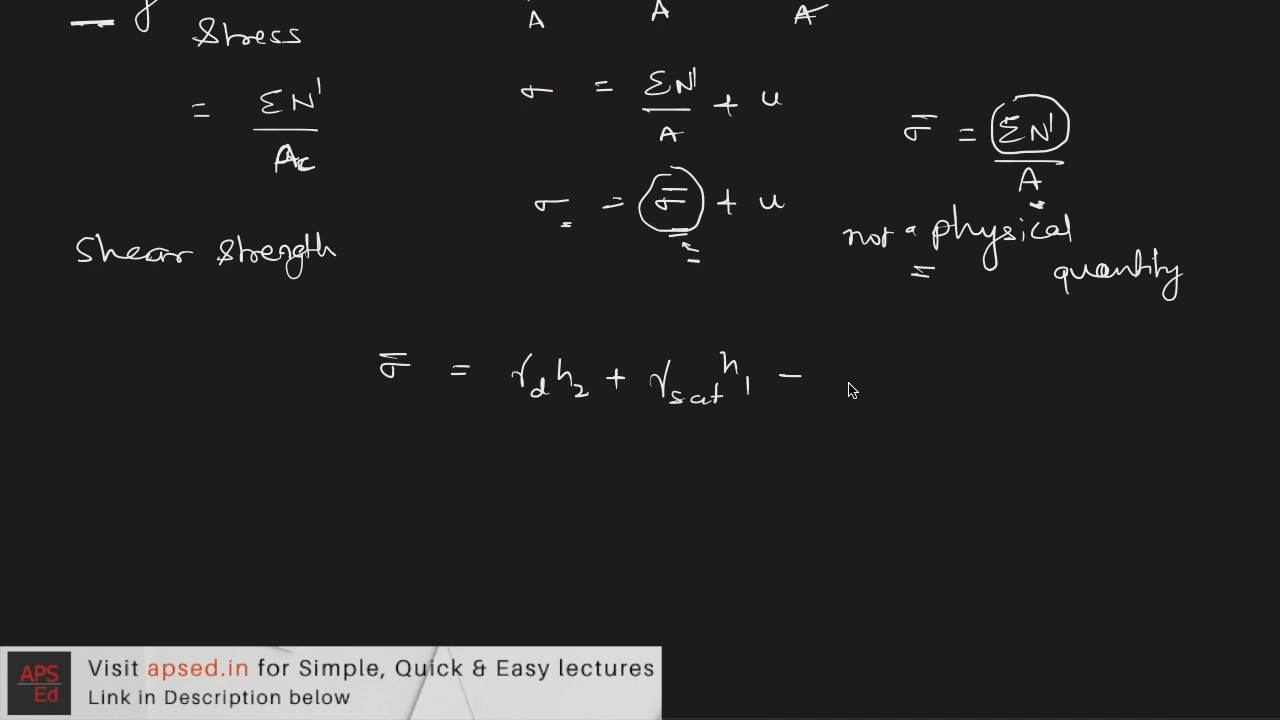 A A A
Stress
= ΣN' / Ac
σ = ΣN' / A + u
σ̄ = ΣN' / A
σ = σ̄ + u
not a physical quantity
Shear Strength
σ̄ = γd h2 + γsat h1 −
APS Ed
Visit apsed.in for Simple, Quick & Easy lectures
Link in Description below